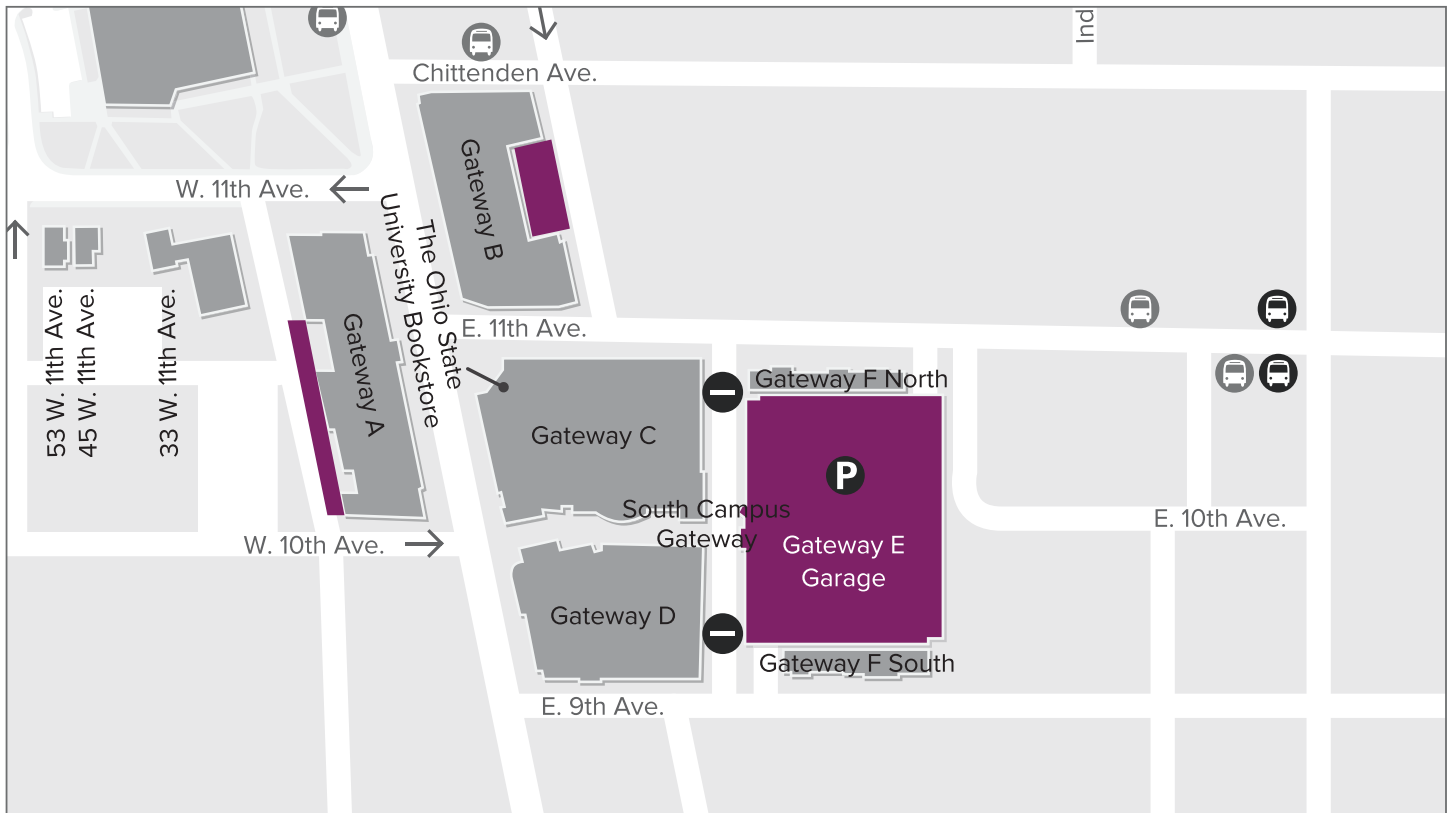 Ind
Chittenden Ave.
W. 11th Ave.
Gateway B
The Ohio State
University Bookstore
E. 11th Ave.
53 W. 11th Ave.
45 W. 11th Ave.
33 W. 11th Ave.
Gateway A
Gateway F North
Gateway C
P
South Campus
Gateway
E. 10th Ave.
W. 10th Ave.
Gateway E
Garage
Gateway D
Gateway F South
E. 9th Ave.